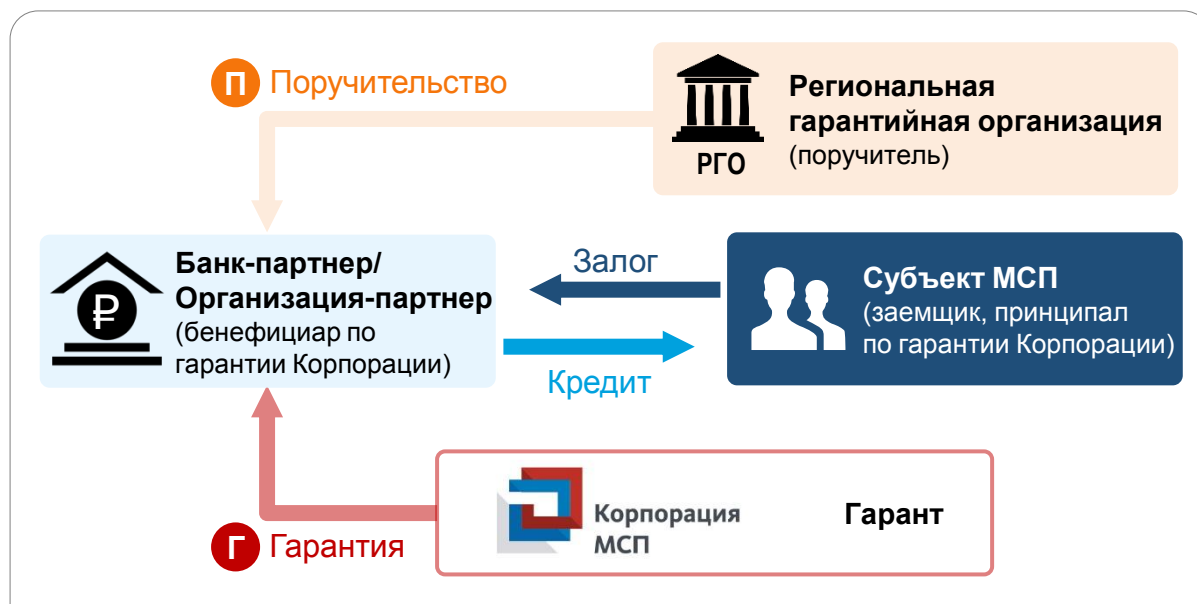 П Поручительство
Региональная
гарантийная организация
(поручитель)
РГО
Банк-партнер/
Организация-партнер
(бенефициар по
гарантии Корпорации)
₽
Залог
Кредит
Субъект МСП
(заемщик, принципал
по гарантии Корпорации)
Корпорация
МСП
Гарант
Г Гарантия